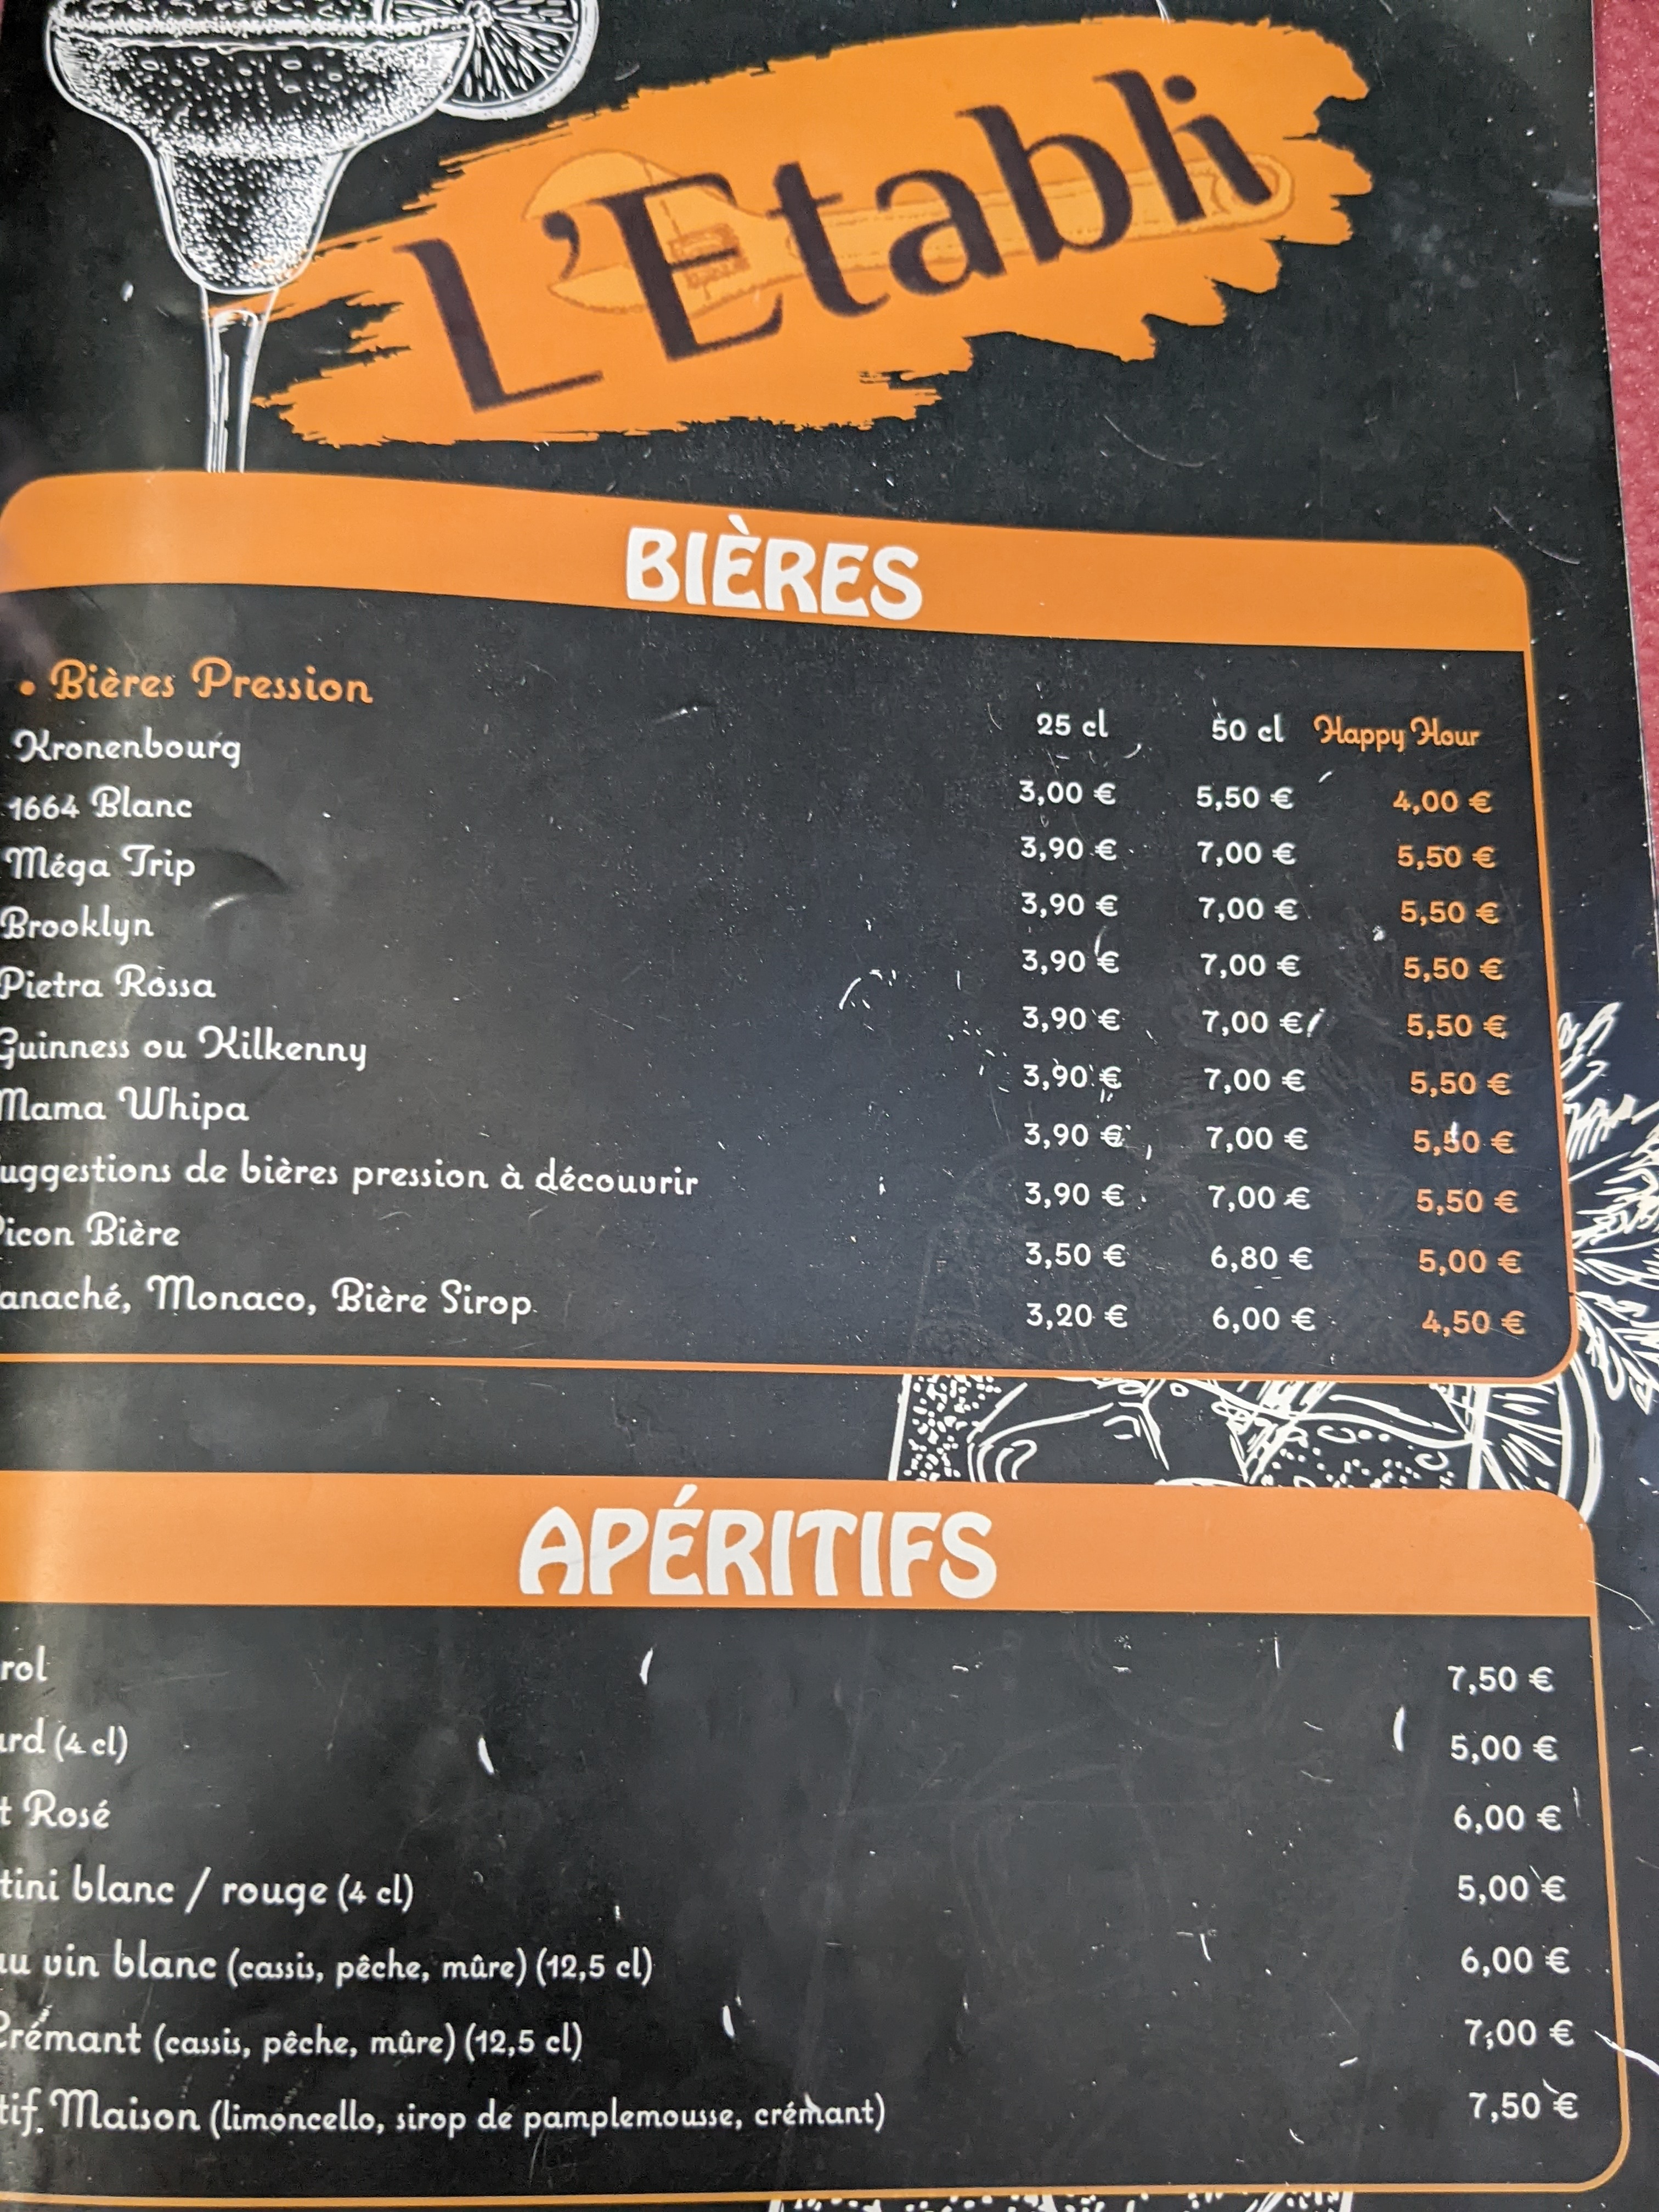 L'Etabli
BIÈRES
• Bières Pression
25 cl 50 cl Happy Hour
Kronenbourg 3,00 € 5,50 € 4,00 €
1664 Blanc 3,90 € 7,00 € 5,50 €
Méga Trip 3,90 € 7,00 € 5,50 €
Brooklyn 3,90 € 7,00 € 5,50 €
Pietra Rossa 3,90 € 7,00 € 5,50 €
Guinness ou Kilkenny 3,90 € 7,00 € 5,50 €
Mama Whipa 3,90 € 7,00 € 5,50 €
uggestions de bières pression à découvrir 3,90 € 7,00 € 5,50 €
icon Bière 3,50 € 6,80 € 5,00 €
anaché, Monaco, Bière Sirop 3,20 € 6,00 € 4,50 €
APÉRITIFS
rol 7,50 €
ard (4 cl) 5,00 €
t Rosé 6,00 €
tini blanc / rouge (4 cl) 5,00 €
au vin blanc (cassis, pêche, mûre) (12,5 cl) 6,00 €
Crémant (cassis, pêche, mûre) (12,5 cl) 7,00 €
tif Maison (limoncello, sirop de pamplemousse, crémant) 7,50 €